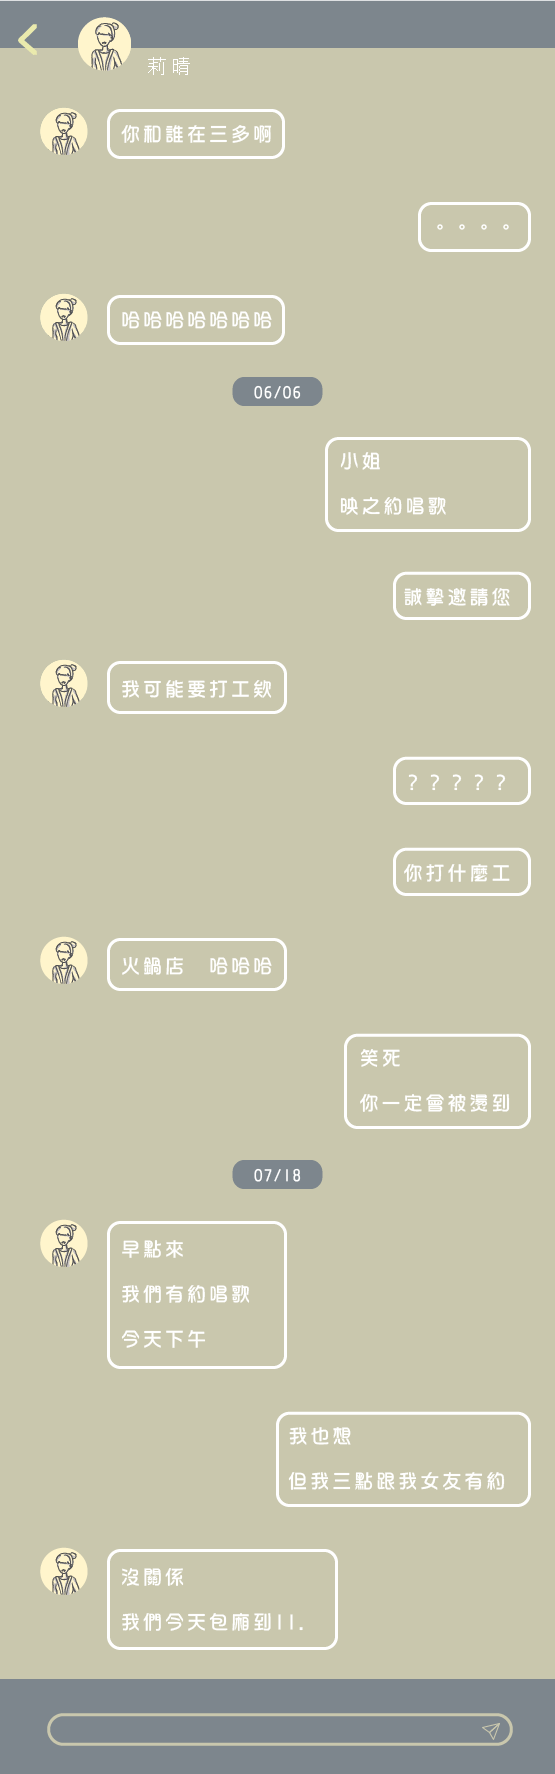 莉晴
你和誰在三多啊
。。。。
哈哈哈哈哈哈哈
06/06
小姐
映之約唱歌
誠摯邀請您
我可能要打工欸
?????
你打什麼工
火鍋店　哈哈哈
笑死
你一定會被燙到
07/18
早點來
我們有約唱歌
今天下午
我也想
但我三點跟我女友有約
沒關係
我們今天包廂到11.